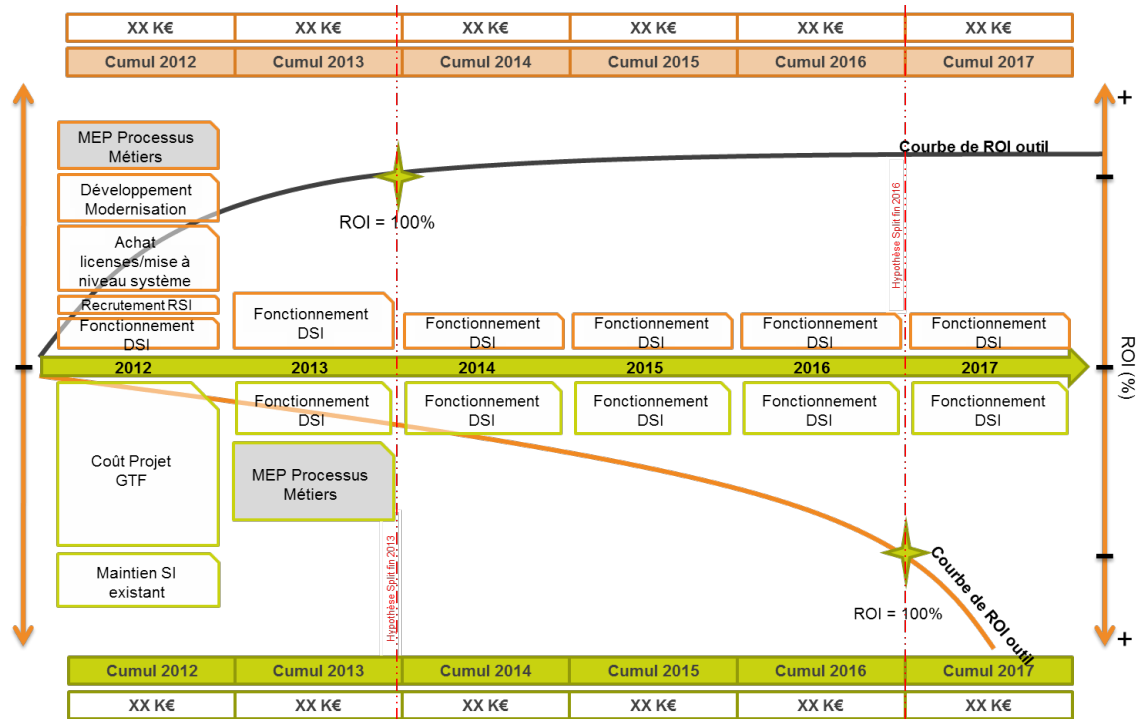 XX K€ XX K€ XX K€ XX K€ XX K€ XX K€
Cumul 2012 Cumul 2013 Cumul 2014 Cumul 2015 Cumul 2016 Cumul 2017
+
MEP Processus
Métiers
Courbe de ROI outil
Développement
Modernisation
ROI = 100%
Hypothèse Split fin 2016
Achat
licenses/mise à
niveau système
Recrutement RSI
Fonctionnement
DSI
Fonctionnement
DSI
Fonctionnement
DSI
Fonctionnement
DSI
Fonctionnement
DSI
Fonctionnement
DSI
2012 2013 2014 2015 2016 2017
ROI (%)
Coût Projet
GTF
Fonctionnement
DSI
Fonctionnement
DSI
Fonctionnement
DSI
Fonctionnement
DSI
Fonctionnement
DSI
MEP Processus
Métiers
Hypothèse Split fin 2013
Maintien SI
existant
Courbe de ROI outil
ROI = 100%
+
Cumul 2012 Cumul 2013 Cumul 2014 Cumul 2015 Cumul 2016 Cumul 2017
XX K€ XX K€ XX K€ XX K€ XX K€ XX K€